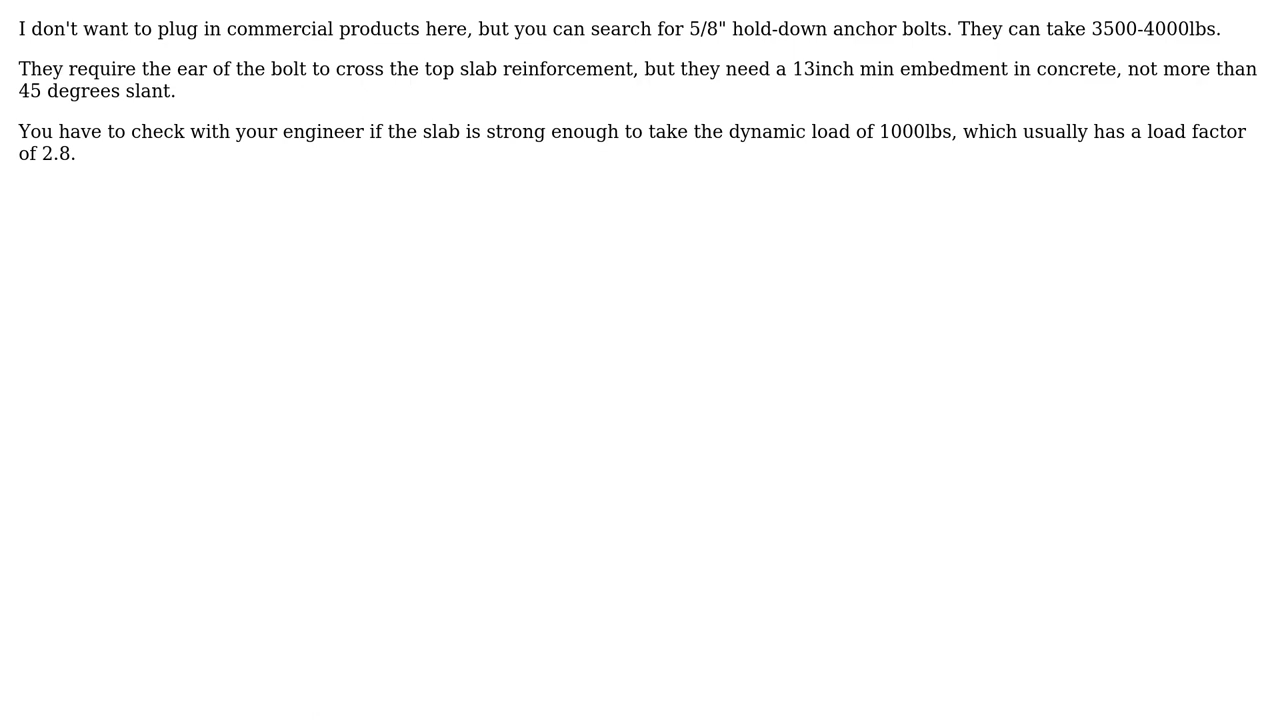 I don't want to plug in commercial products here, but you can search for 5/8" hold-down anchor bolts. They can take 3500-4000lbs.
They require the ear of the bolt to cross the top slab reinforcement, but they need a 13inch min embedment in concrete, not more than
45 degrees slant.
You have to check with your engineer if the slab is strong enough to take the dynamic load of 1000lbs, which usually has a load factor
of 2.8.